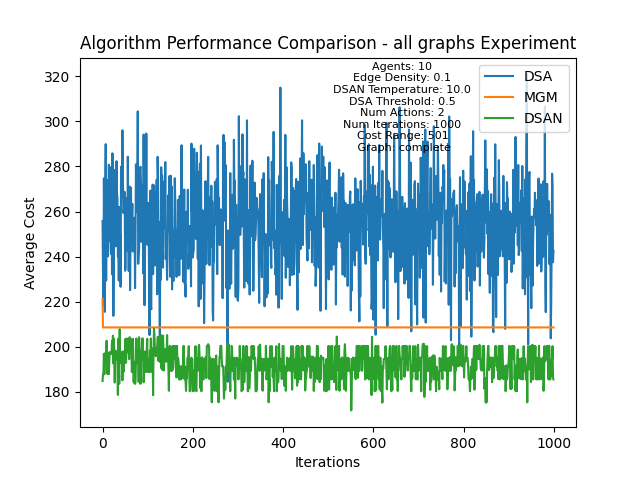 Algorithm Performance Comparison - all graphs Experiment
Agents: 10
Edge Density: 0.1
DSAN Temperature: 10.0
DSA Threshold: 0.5
Num Actions: 2
Num Iterations: 1000
Cost Range: 501
Graph: complete
DSA
MGM
DSAN
Average Cost
320
300
280
260
240
220
200
180
0
200
400
600
800
1000
Iterations